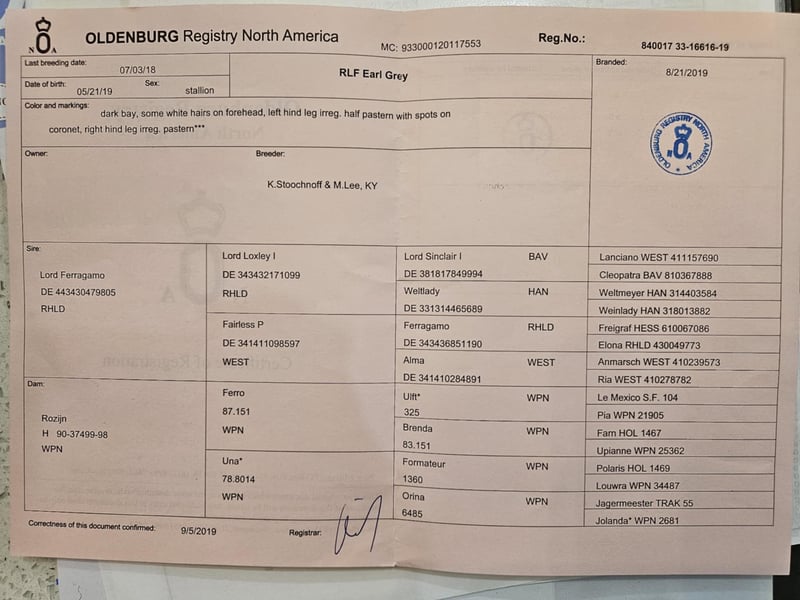 OLDENBURG Registry North America
MC: 933000120117553
Reg.No.:
840017 33-16616-19
N O A
Last breeding date:
07/03/18
RLF Earl Grey
Branded:
8/21/2019
Date of birth:
05/21/19
Sex:
stallion
Color and markings:
dark bay, some white hairs on forehead, left hind leg irreg. half pastern with spots on
coronet, right hind leg irreg. pastern***
OLDENBURG REGISTRY NORTH AMERICA
N O A
Owner:
Breeder:
K.Stoochnoff & M.Lee, KY
Sire:
Lord Ferragamo
DE 443430479805
RHLD
Lord Loxley I
DE 343432171099
RHLD
Fairless P
DE 341411098597
WEST
Lord Sinclair I BAV
DE 381817849994
Weltlady HAN
DE 331314465689
Ferragamo RHLD
DE 343436851190
Alma WEST
DE 341410284891
Lanciano WEST 411157690
Cleopatra BAV 810367888
Weltmeyer HAN 314403584
Weinlady HAN 318013882
Freigraf HESS 610067086
Elona RHLD 430049773
Anmarsch WEST 410239573
Ria WEST 410278782
Dam:
Rozijn
H 90-37499-98
WPN
Ferro
87.151
WPN
Una*
78.8014
WPN
Ulft* WPN
325
Brenda WPN
83.151
Formateur WPN
1360
Orina WPN
6485
Le Mexico S.F. 104
Pia WPN 21905
Farn HOL 1467
Upianne WPN 25362
Polaris HOL 1469
Louwra WPN 34487
Jagermeester TRAK 55
Jolanda* WPN 2681
Correctness of this document confirmed:
9/5/2019
Registrar: